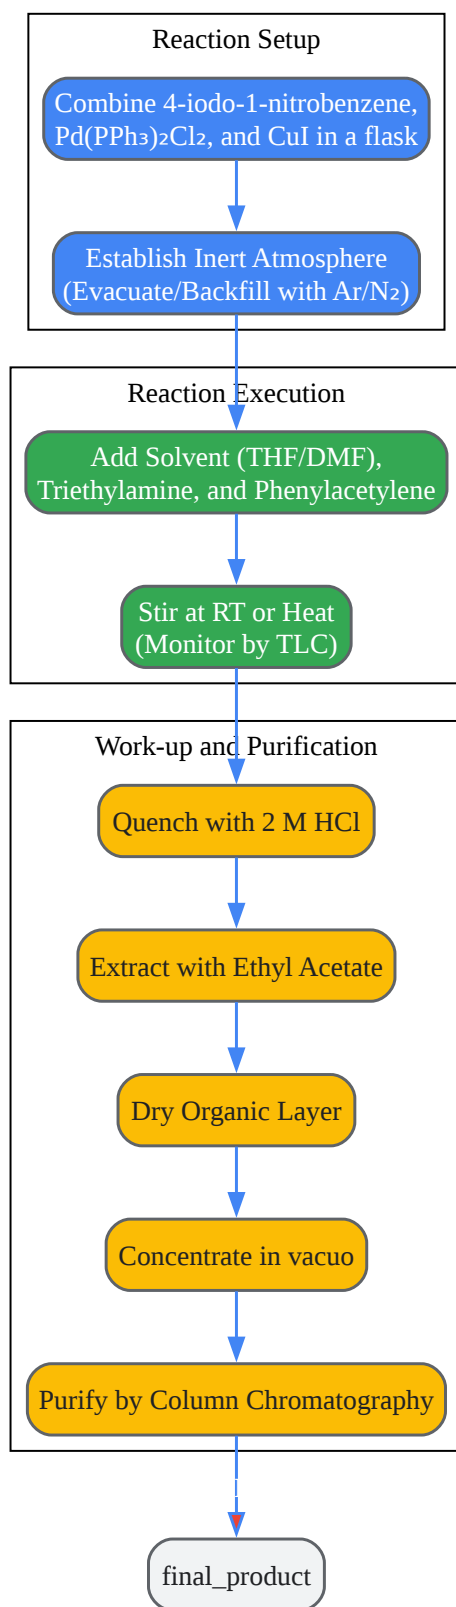 Reaction Setup
Combine 4-iodo-1-nitrobenzene,
Pd(PPh₃)₂Cl₂, and CuI in a flask
Establish Inert Atmosphere
(Evacuate/Backfill with Ar/N₂)
Reaction Execution
Add Solvent (THF/DMF),
Triethylamine, and Phenylacetylene
Stir at RT or Heat
(Monitor by TLC)
Work-up and Purification
Quench with 2 M HCl
Extract with Ethyl Acetate
Dry Organic Layer
Concentrate in vacuo
Purify by Column Chromatography
final_product